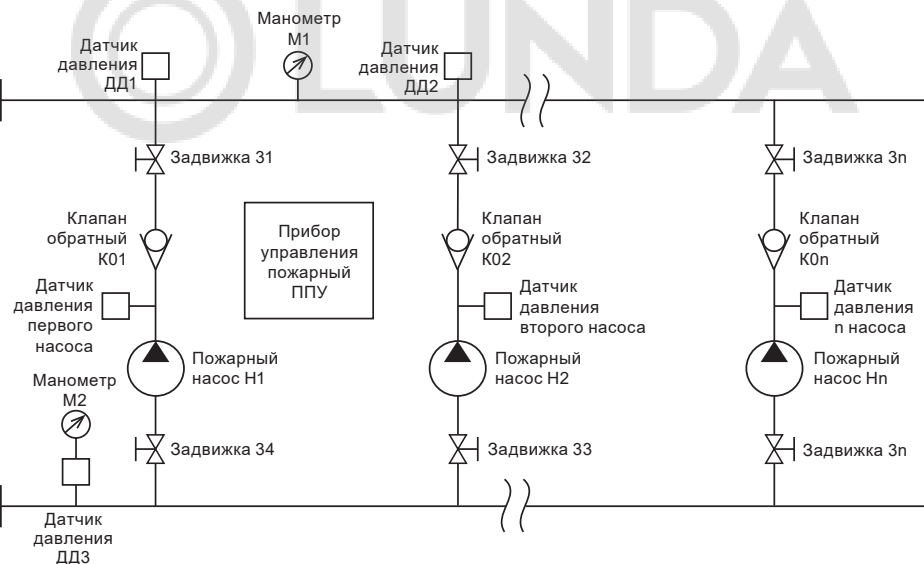 LUNDA
Манометр
М1
Датчик
давления
ДД1
Датчик
давления
ДД2
Задвижка 31
Задвижка 32
Задвижка 3n
Клапан
обратный
К01
Прибор
управления
пожарный
ППУ
Клапан
обратный
К02
Клапан
обратный
К0n
Датчик
давления
первого
насоса
Датчик
давления
второго насоса
Датчик
давления
n насоса
Пожарный
насос Н1
Пожарный
насос Н2
Пожарный
насос Нn
Манометр
М2
Задвижка 34
Задвижка 33
Задвижка 3n
Датчик
давления
ДД3